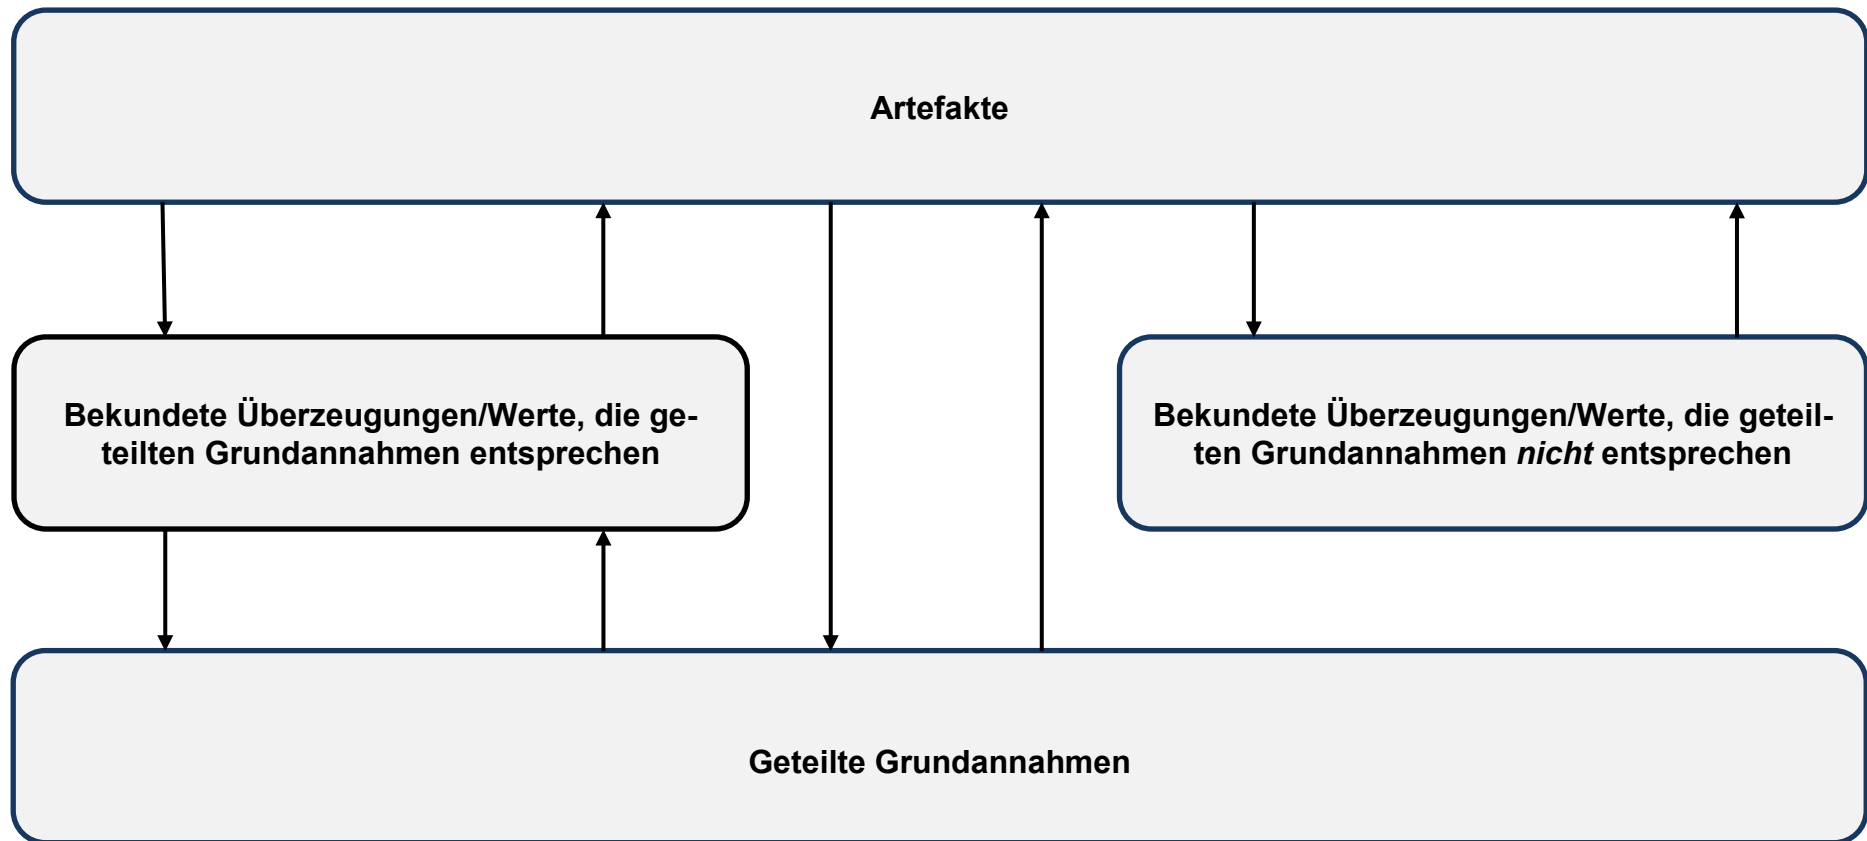 Artefakte
Bekundete Überzeugungen/Werte, die ge-
teilten Grundannahmen entsprechen
Bekundete Überzeugungen/Werte, die geteil-
ten Grundannahmen nicht entsprechen
Geteilte Grundannahmen